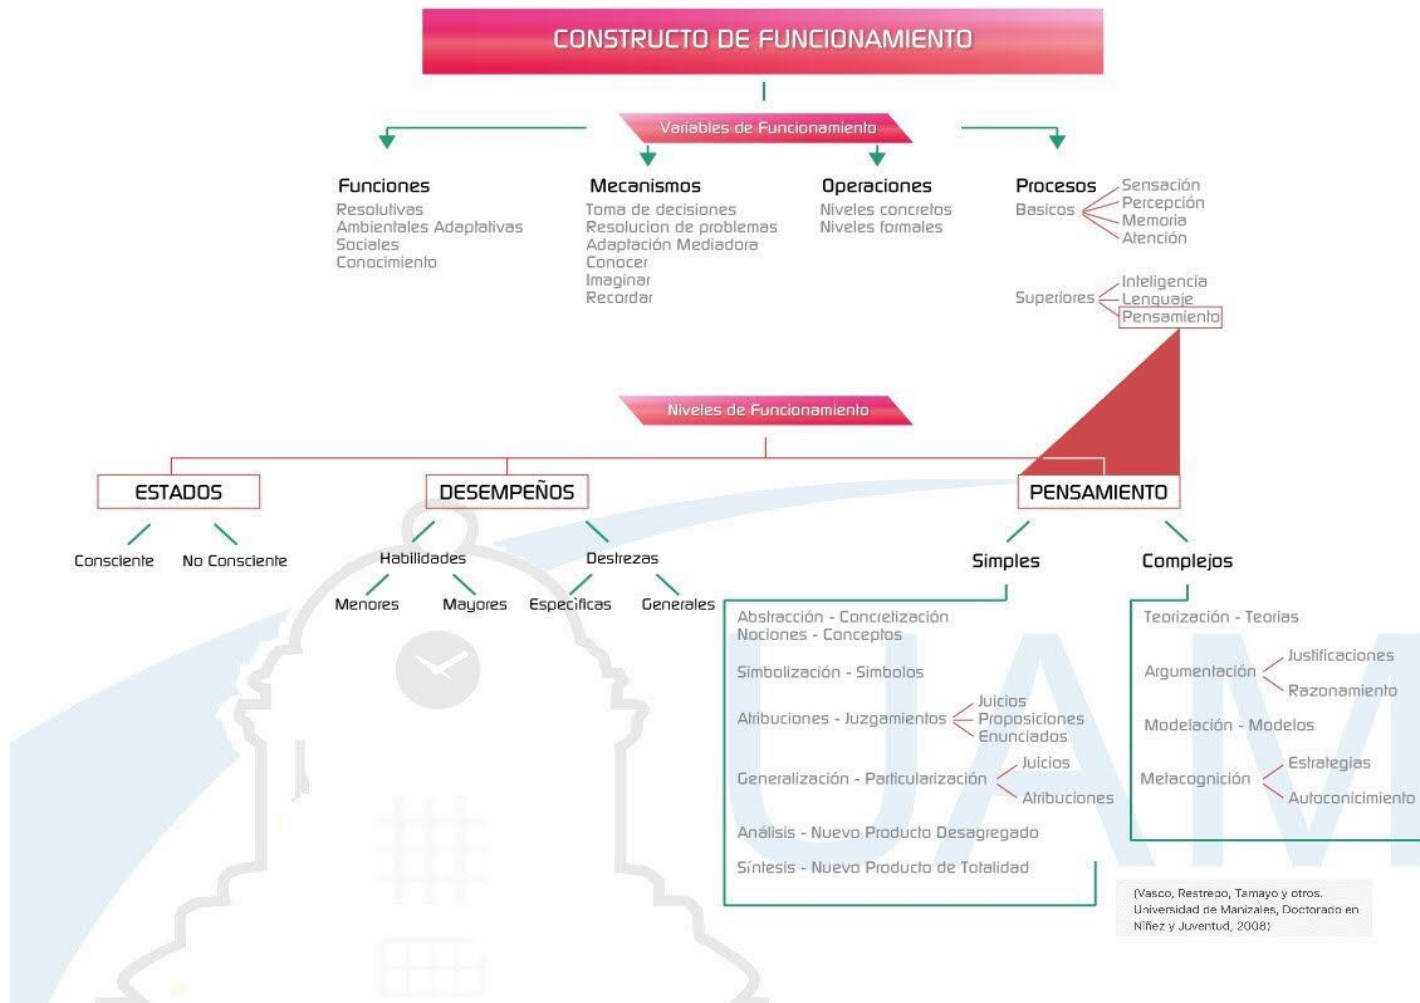 CONSTRUCTO DE FUNCIONAMIENTO
Variables de Funcionamiento
Funciones
Resolutivas
Ambientales Adaptativas
Sociales
Conocimiento
Mecanismos
Toma de decisiones
Resolucion de problemas
Adaptación Mediadora
Conocer
Imaginar
Recordar
Operaciones
Niveles concretos
Niveles formales
Procesos
Basicos
Sensación
Percepción
Memoria
Atención
Superiores
Inteligencia
Lenguaje
Pensamiento
Niveles de Funcionamiento
ESTADOS
Consciente
No Consciente
DESEMPEÑOS
Habilidades
Menores
Mayores
Destrezas
Específicas
Generales
PENSAMIENTO
Simples
Abstracción - Concretización
Nociones - Conceptos
Simbolización - Simbolos
Atribuciones - Juzgamientos
Juicios
Proposiciones
Enunciados
Generalización - Particularización
Juicios
Atribuciones
Análisis - Nuevo Producto Desagregado
Síntesis - Nuevo Producto de Totalidad
Complejos
Teorización - Teorias
Argumentación
Justificaciones
Razonamiento
Modelación - Modelos
Metacognición
Estrategias
Autoconicimiento
UAM
(Vasco, Restrepo, Tamayo y otros.
Universidad de Manizales, Doctorado en
Niñez y Juventud, 2008)